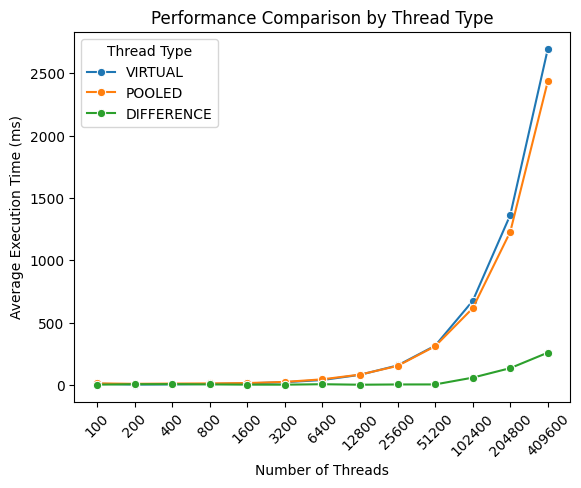 Performance Comparison by Thread Type
Thread Type
VIRTUAL
POOLED
DIFFERENCE
Average Execution Time (ms)
2500
2000
1500
1000
500
0
100
200
400
800
1600
3200
6400
12800
25600
51200
102400
204800
409600
Number of Threads